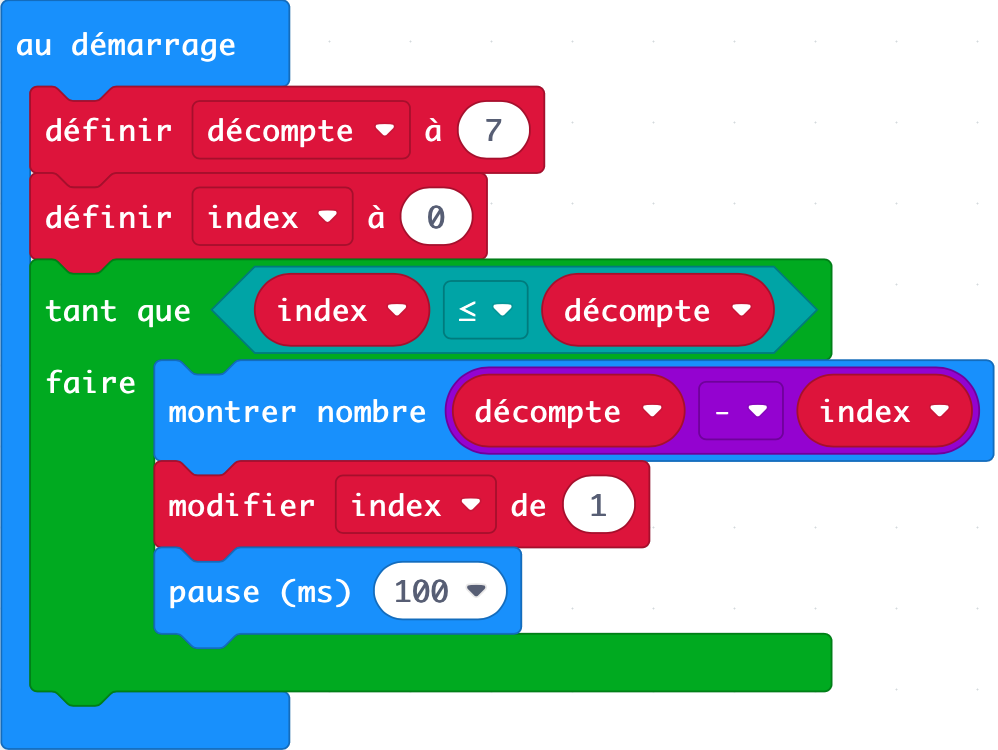 au démarrage
définir décompte à 7
définir index à 0
tant que index ≤ décompte
faire
montrer nombre décompte - index
modifier index de 1
pause (ms) 100